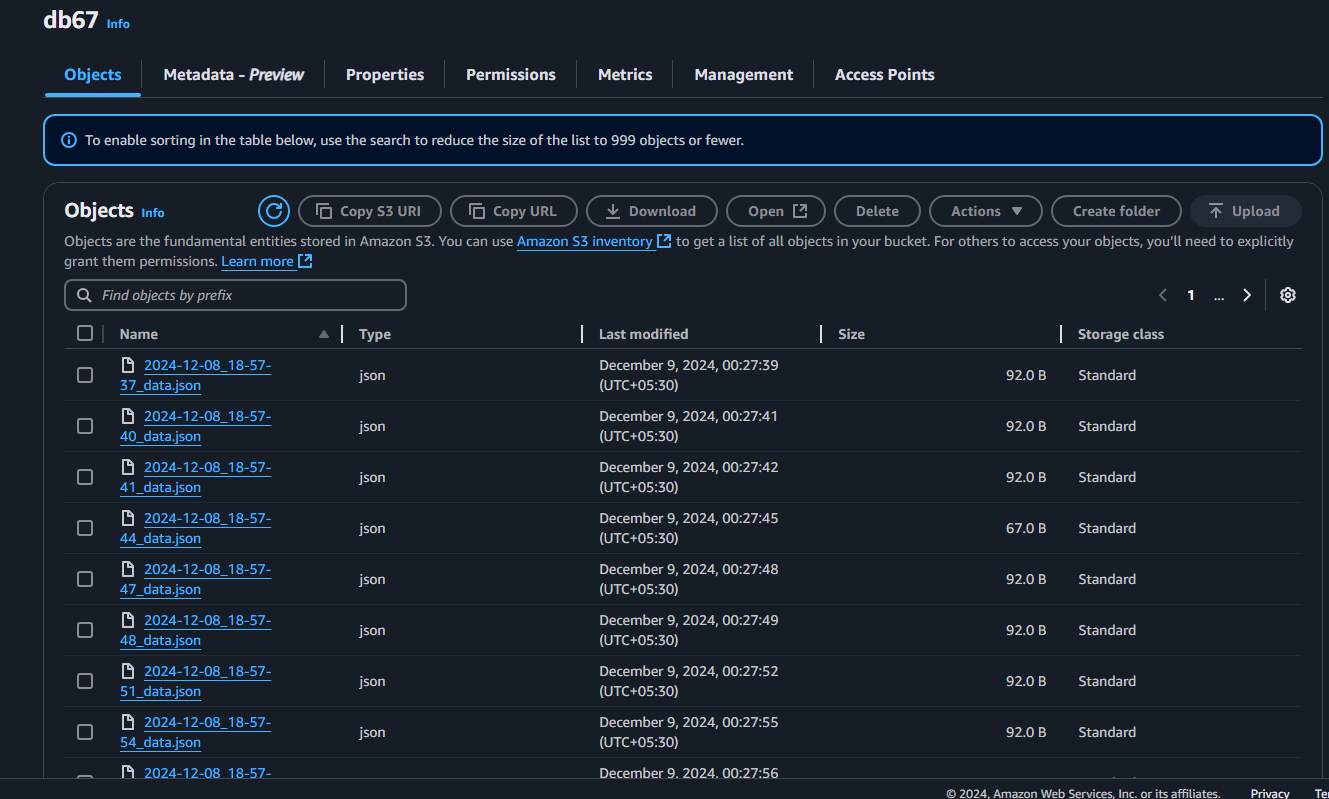 db67 Info
Objects Metadata - Preview Properties Permissions Metrics Management Access Points
To enable sorting in the table below, use the search to reduce the size of the list to 999 objects or fewer.
Objects Info Copy S3 URI Copy URL Download Open Delete Actions Create folder Upload
Objects are the fundamental entities stored in Amazon S3. You can use Amazon S3 inventory to get a list of all objects in your bucket. For others to access your objects, you'll need to explicitly
grant them permissions. Learn more
Find objects by prefix 1 ...
Name Type Last modified Size Storage class
2024-12-08_18-57- December 9, 2024, 00:27:39
json 92.0 B Standard
37_data.json (UTC+05:30)
2024-12-08_18-57- December 9, 2024, 00:27:41
json 92.0 B Standard
40_data.json (UTC+05:30)
2024-12-08_18-57- December 9, 2024, 00:27:42
json 92.0 B Standard
41_data.json (UTC+05:30)
2024-12-08_18-57- December 9, 2024, 00:27:45
json 67.0 B Standard
44_data.json (UTC+05:30)
2024-12-08_18-57- December 9, 2024, 00:27:48
json 92.0 B Standard
47_data.json (UTC+05:30)
2024-12-08_18-57- December 9, 2024, 00:27:49
json 92.0 B Standard
48_data.json (UTC+05:30)
2024-12-08_18-57- December 9, 2024, 00:27:52
json 92.0 B Standard
51_data.json (UTC+05:30)
2024-12-08_18-57- December 9, 2024, 00:27:55
json 92.0 B Standard
54_data.json (UTC+05:30)
2024-12-08_18-57- December 9, 2024, 00:27:56
© 2024, Amazon Web Services, Inc. or its affiliates. Privacy